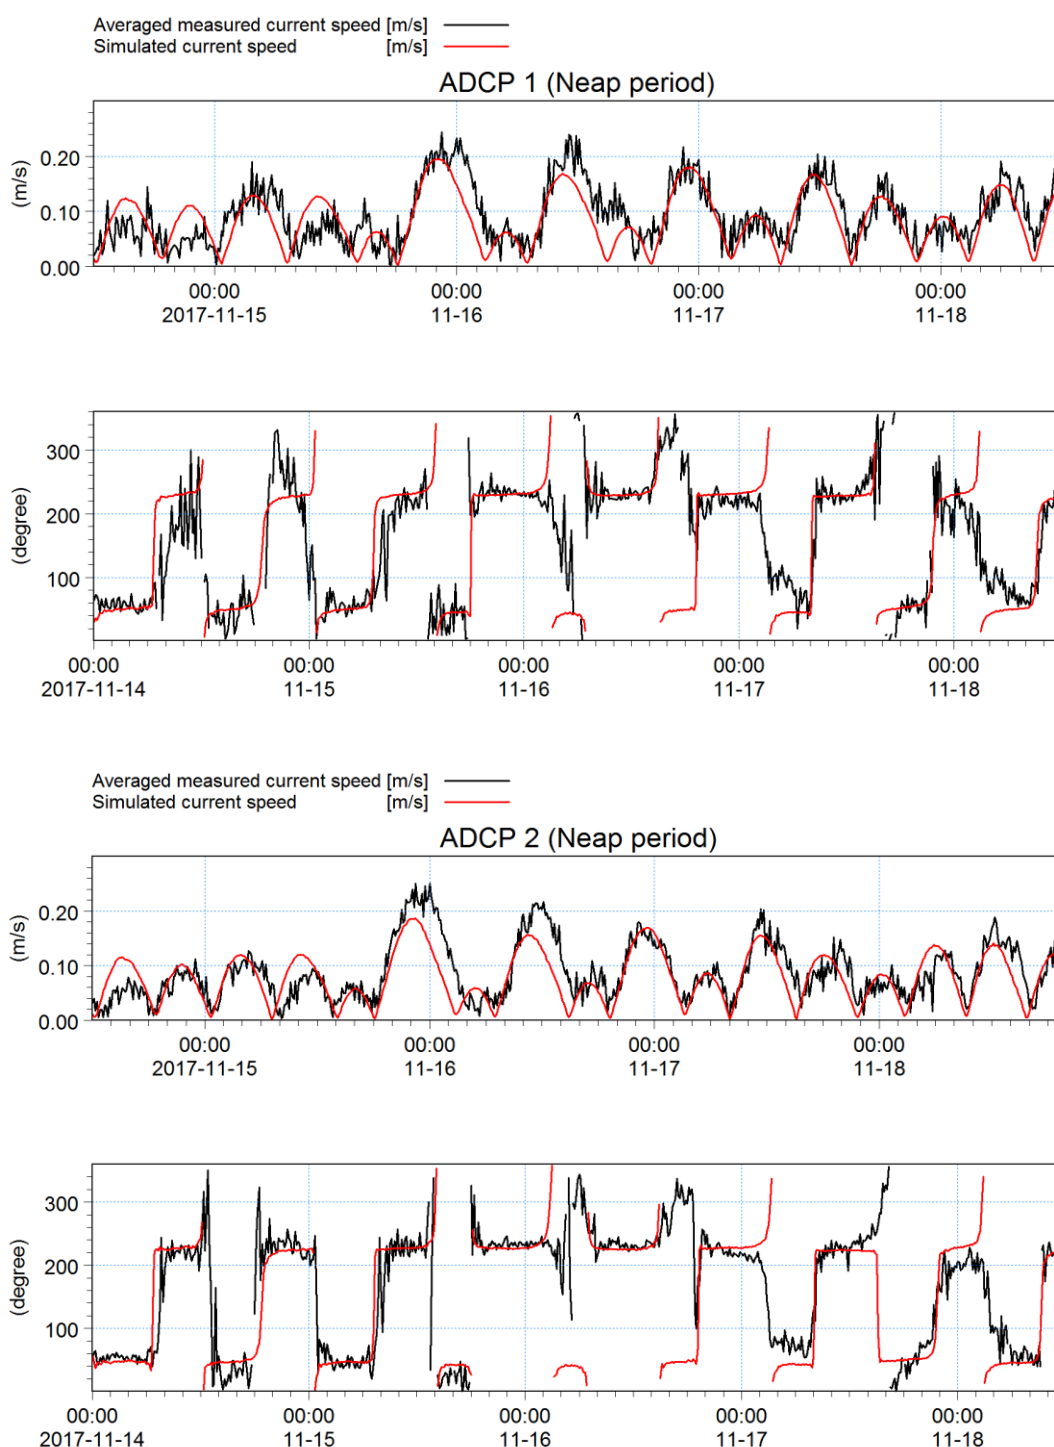 Averaged measured current speed [m/s]
Simulated current speed [m/s]
ADCP 1 (Neap period)
(m/s)
0.20
0.10
0.00
00:00 00:00 00:00 00:00
2017-11-15 11-16 11-17 11-18
(degree)
300
200
100
00:00 00:00 00:00 00:00 00:00
2017-11-14 11-15 11-16 11-17 11-18
Averaged measured current speed [m/s]
Simulated current speed [m/s]
ADCP 2 (Neap period)
(m/s)
0.20
0.10
0.00
00:00 00:00 00:00 00:00
2017-11-15 11-16 11-17 11-18
(degree)
300
200
100
00:00 00:00 00:00 00:00 00:00
2017-11-14 11-15 11-16 11-17 11-18